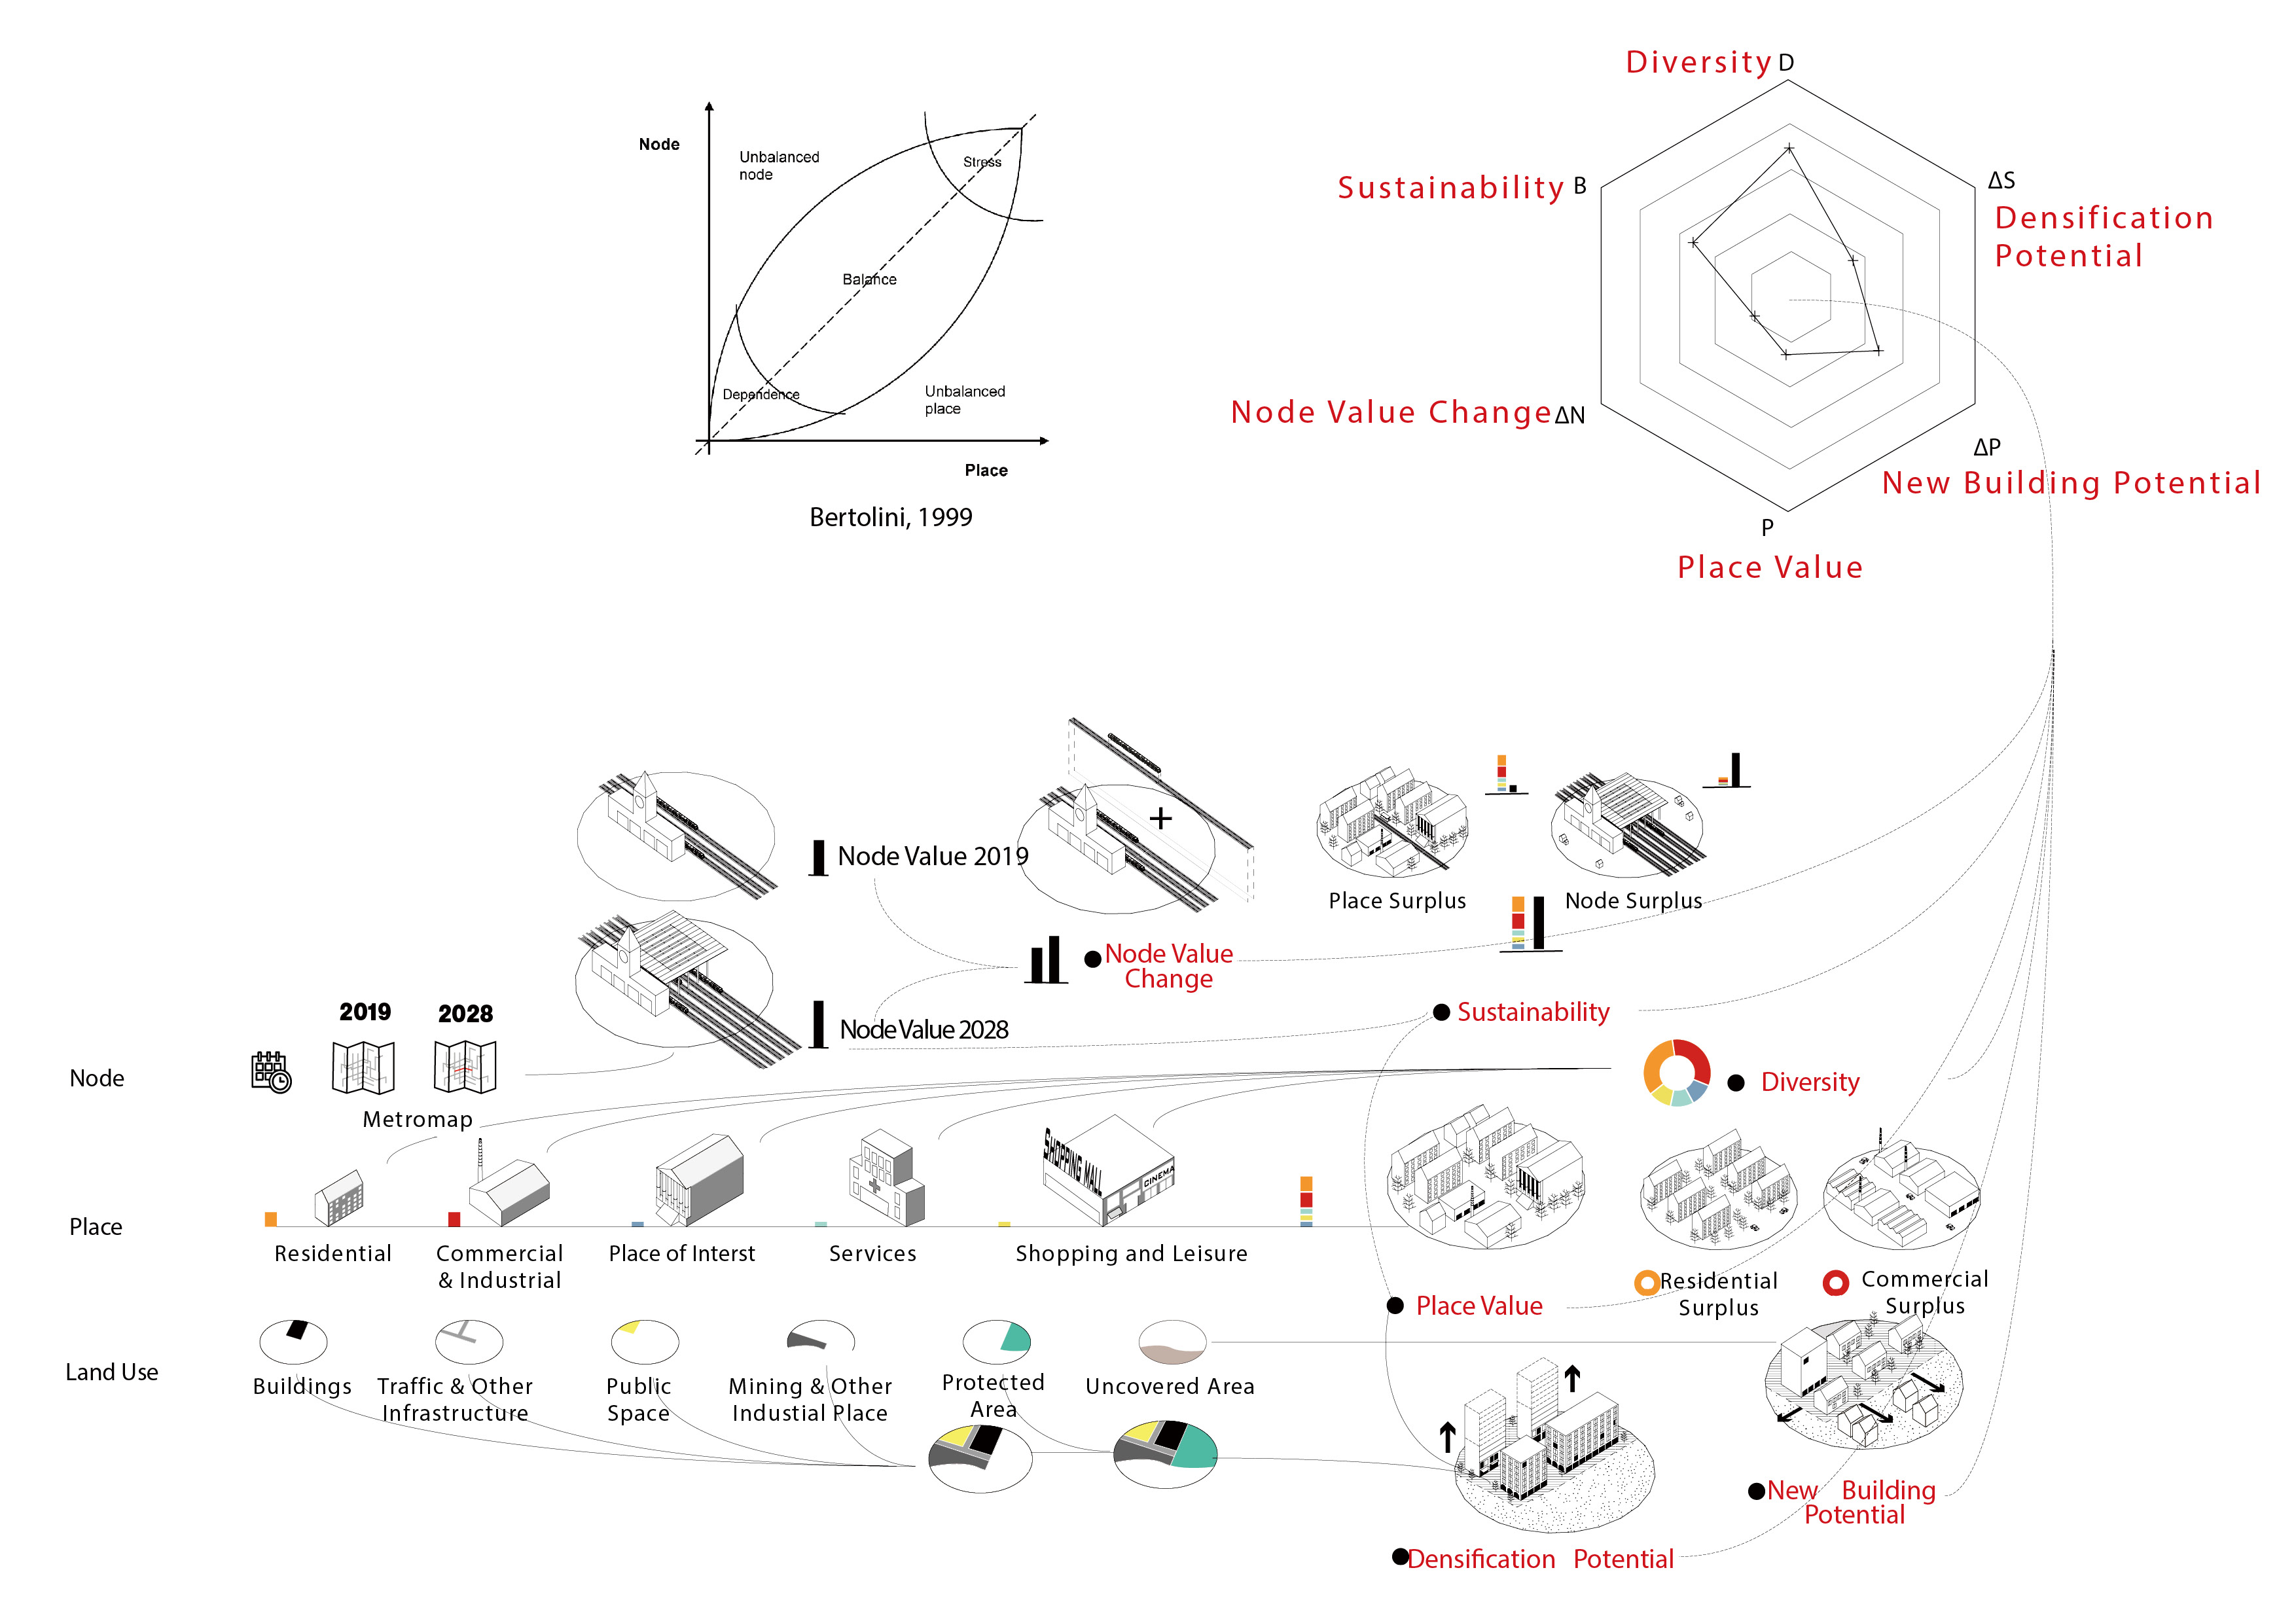 Diversity D
Node
Unbalanced
node
Stress
Sustainability B
ΔS
Densification
Potential
Balance
Dependence
Unbalanced
place
Node Value Change ΔN
ΔP
Place
New Building Potential
Bertolini, 1999
P
Place Value
Node Value 2019
+
Place Surplus
Node Surplus
Node Value
Change
2019
2028
Node Value 2028
Sustainability
Node
Diversity
Metromap
SHOPPING MALL
CINEMA
Place
Residential
Commercial
& Industrial
Place of Interst
Services
Shopping and Leisure
Residential
Surplus
Commercial
Surplus
Place Value
Land Use
Buildings
Traffic & Other
Infrastructure
Public
Space
Mining & Other
Industial Place
Protected
Area
Uncovered Area
New Building
Potential
Densification Potential